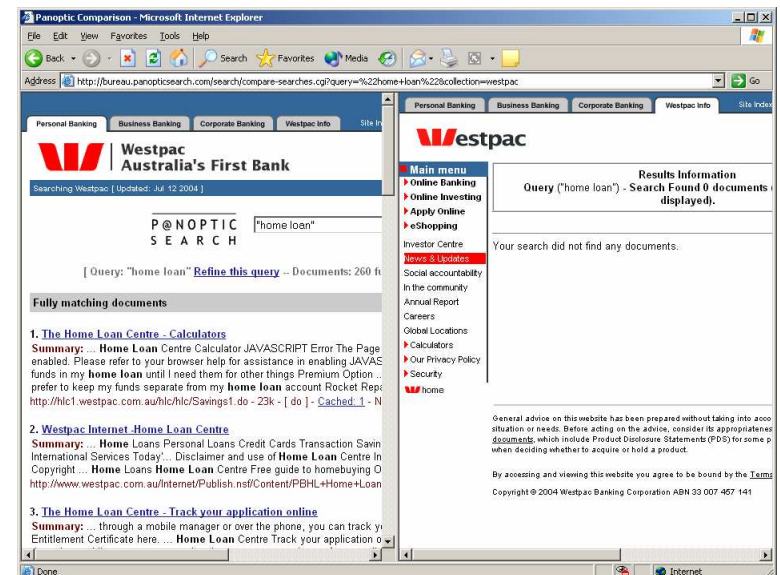 Panoptic Comparison - Microsoft Internet Explorer
File Edit View Favorites Tools Help
Back Search Favorites Media
Address http://bureau.panopticsearch.com/search/compare-searches.cgi?query=%22home+loan%22&collection=westpac Go
Personal Banking Business Banking Corporate Banking Westpac Info Site In
Westpac
Australia's First Bank
Searching Westpac [ Updated: Jul 12 2004 ]
P@NOPTIC
SEARCH
"home loan"
[ Query: "home loan" Refine this query -- Documents: 260 fu
Fully matching documents
1. The Home Loan Centre - Calculators
Summary: ... Home Loan Centre Calculator JAVASCRIPT Error The Page
enabled. Please refer to your browser help for assistance in enabling JAVAS
funds in my home loan until I need them for other things Premium Option ..
prefer to keep my funds separate from my home loan account Rocket Repa
http://hlc1.westpac.com.au/hlc/hlc/Savings1.do - 23k - [ do ] - Cached: 1 - N
2. Westpac Internet -Home Loan Centre
Summary: ... Home Loans Personal Loans Credit Cards Transaction Savin
International Services Today'... Disclaimer and use of Home Loan Centre In
Copyright ... Home Loans Home Loan Centre Free guide to homebuying O
http://www.westpac.com.au/internet/Publish.nsf/Content/PBHL+Home+Loan
3. The Home Loan Centre - Track your application online
Summary: ... through a mobile manager or over the phone, you can track yo
Entitlement Certificate here. ... Home Loan Centre Track your application o
Personal Banking Business Banking Corporate Banking Westpac Info Site Index
Westpac
Main menu
Online Banking
Online Investing
Apply Online
eShopping
Investor Centre
News & Updates
Social accountability
In the community
Annual Report
Careers
Global Locations
Calculators
Our Privacy Policy
Security
home
Results Information
Query ("home loan") - Search Found 0 documents (
displayed).
Your search did not find any documents.
General advice on this website has been prepared without taking into acco
situation or needs. Before acting on the advice, consider its appropriatenes
documents, which include Product Disclosure Statements (PDS) for some p
when deciding whether to acquire or hold a product.
By accessing and viewing this website you agree to be bound by the Terms
Copyright © 2004 Westpac Banking Corporation ABN 33 007 457 141
Done Internet